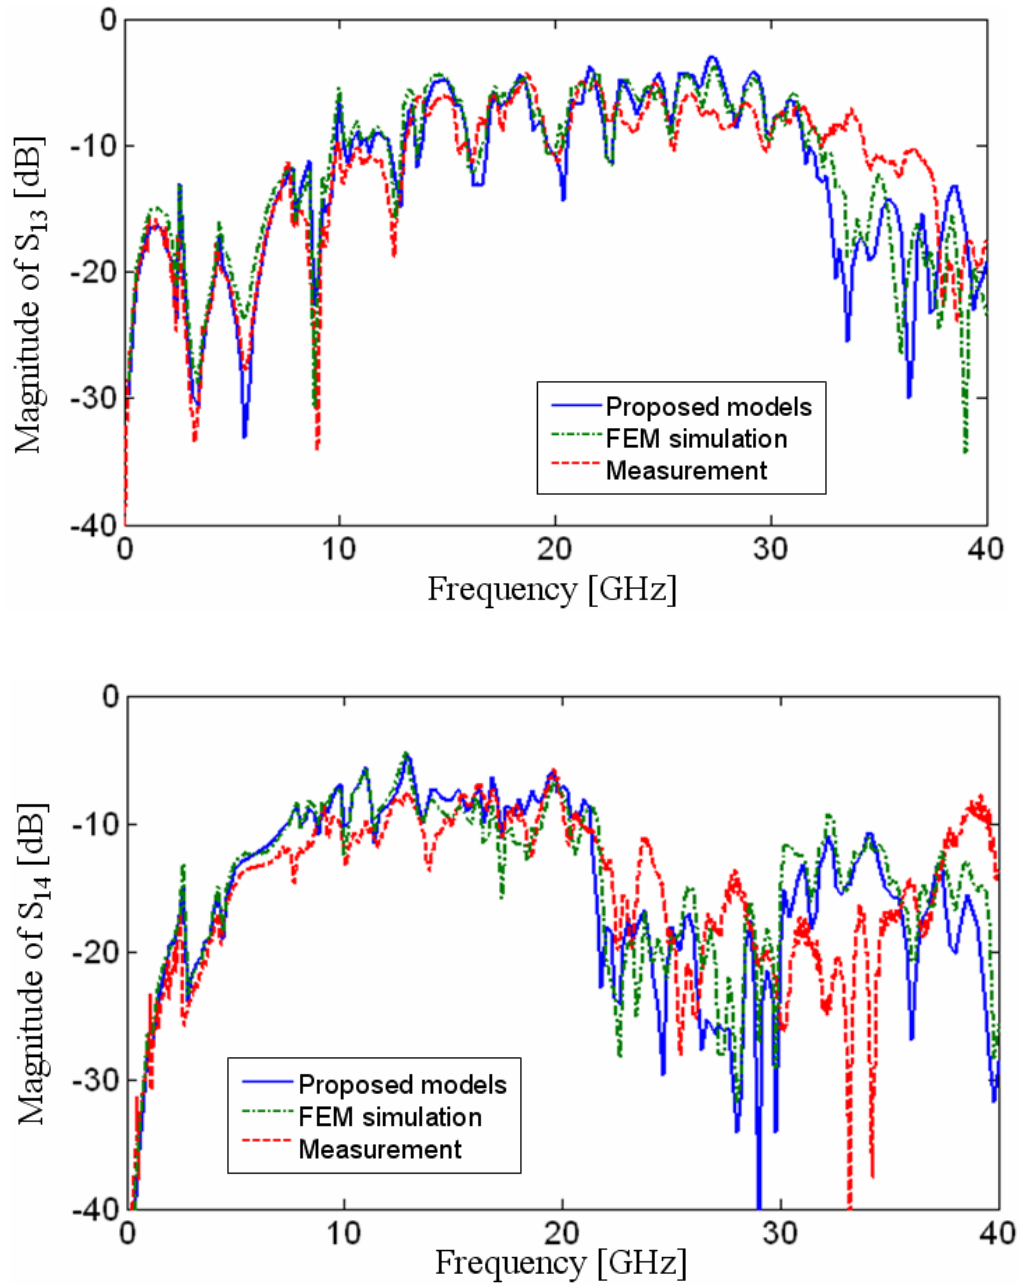 0
-10
-20
-30
-40
Magnitude of S13 [dB]
Proposed models
FEM simulation
Measurement
0 10 20 30 40
Frequency [GHz]
0
-10
-20
-30
-40
Magnitude of S14 [dB]
Proposed models
FEM simulation
Measurement
0 10 20 30 40
Frequency [GHz]